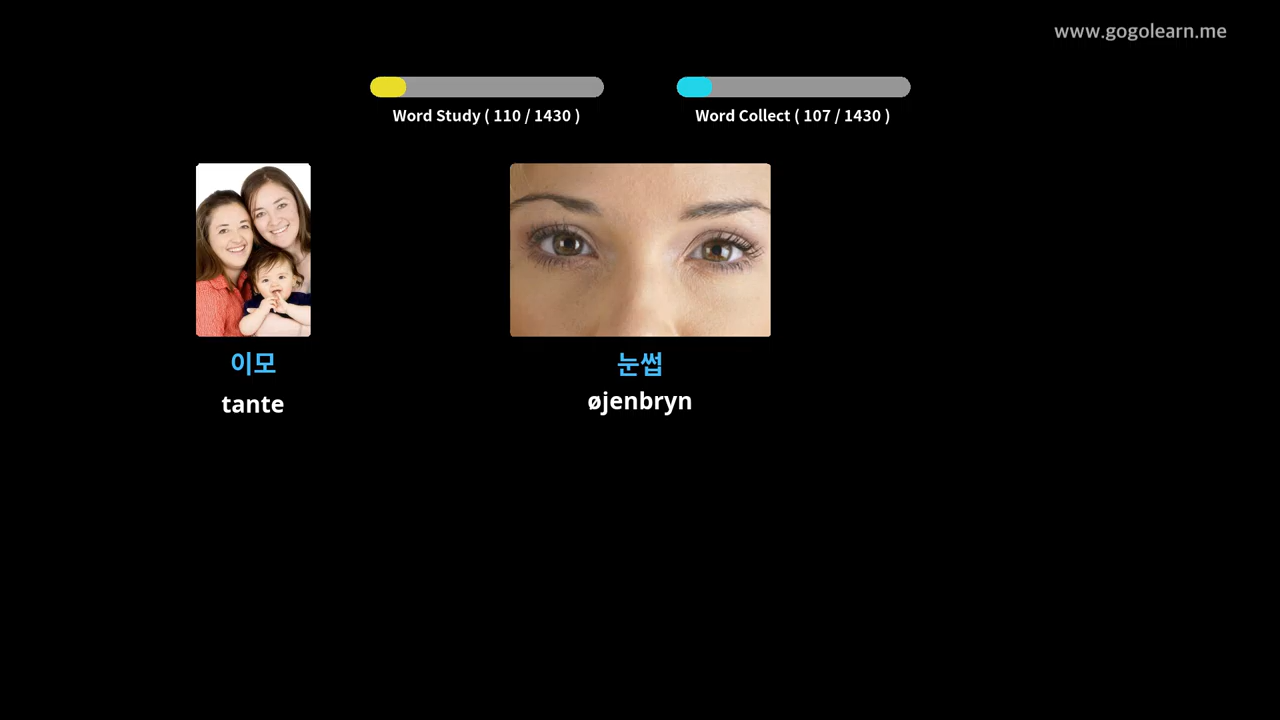 www.gogolearn.me
Word Study ( 110 / 1430 )
Word Collect ( 107 / 1430 )
이모
tante
눈썹
øjenbryn